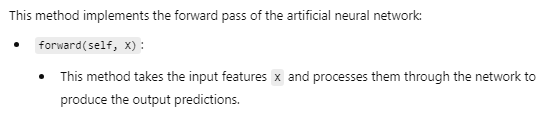 This method implements the forward pass of the artificial neural network:
• forward(self, X) :
• This method takes the input features x and processes them through the network to
produce the output predictions.